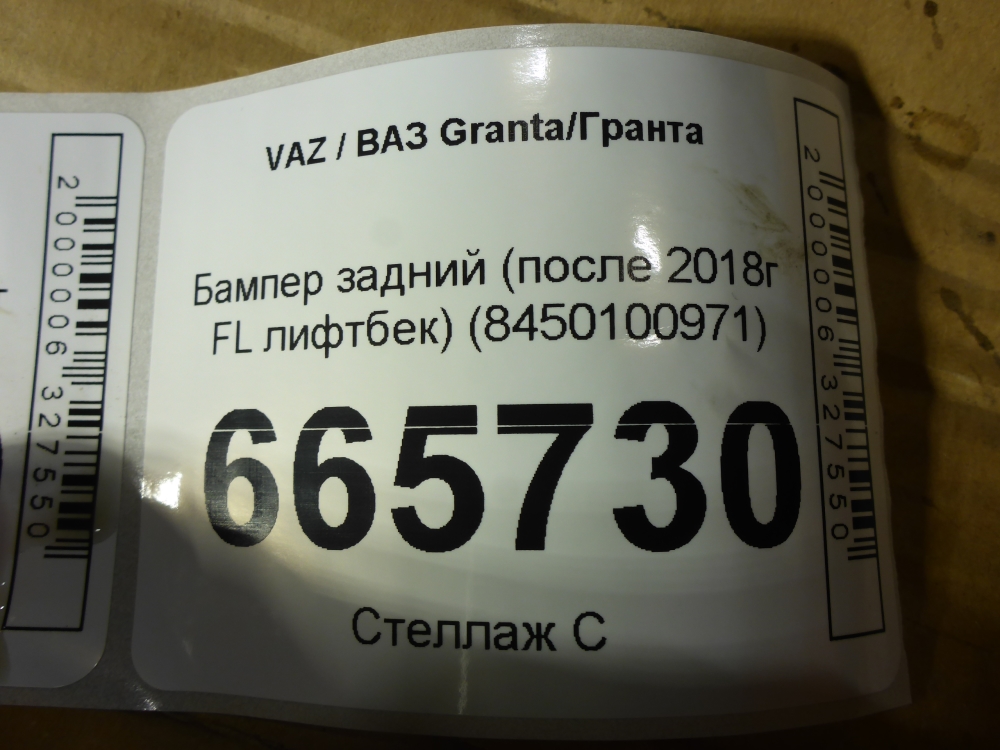 VAZ / ВАЗ Granta/Гранта
Бампер задний (после 2018г
FL лифтбек) (8450100971)
665730
Стеллаж С
2000006327550
2000006327550